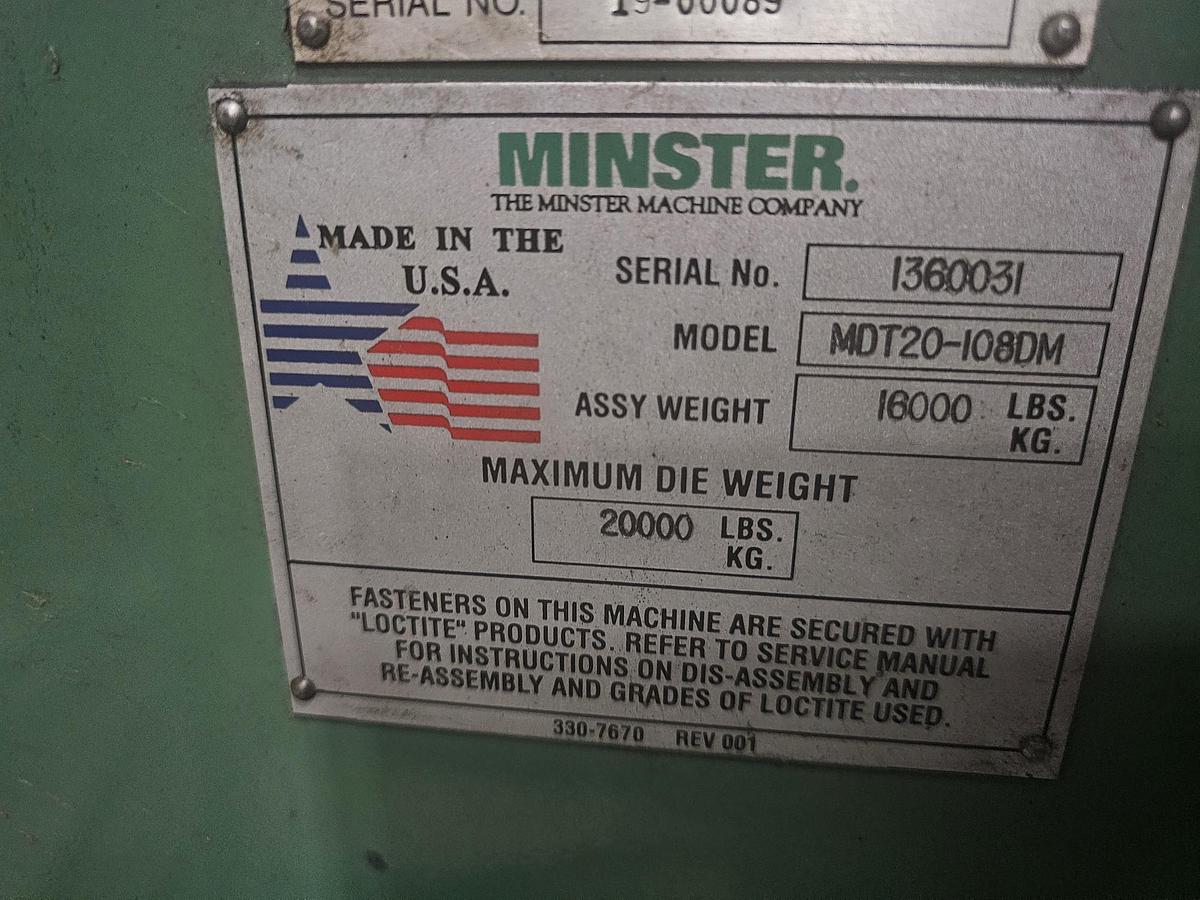 SERIAL NO. 19-00089
MINSTER.
THE MINSTER MACHINE COMPANY
MADE IN THE
U.S.A.
SERIAL No. 1360031
MODEL MDT20-108DM
ASSY WEIGHT 16000 LBS.
KG.
MAXIMUM DIE WEIGHT
20000 LBS.
KG.
FASTENERS ON THIS MACHINE ARE SECURED WITH
"LOCTITE" PRODUCTS. REFER TO SERVICE MANUAL
FOR INSTRUCTIONS ON DIS-ASSEMBLY AND
RE-ASSEMBLY AND GRADES OF LOCTITE USED.
330-7670 REV 001